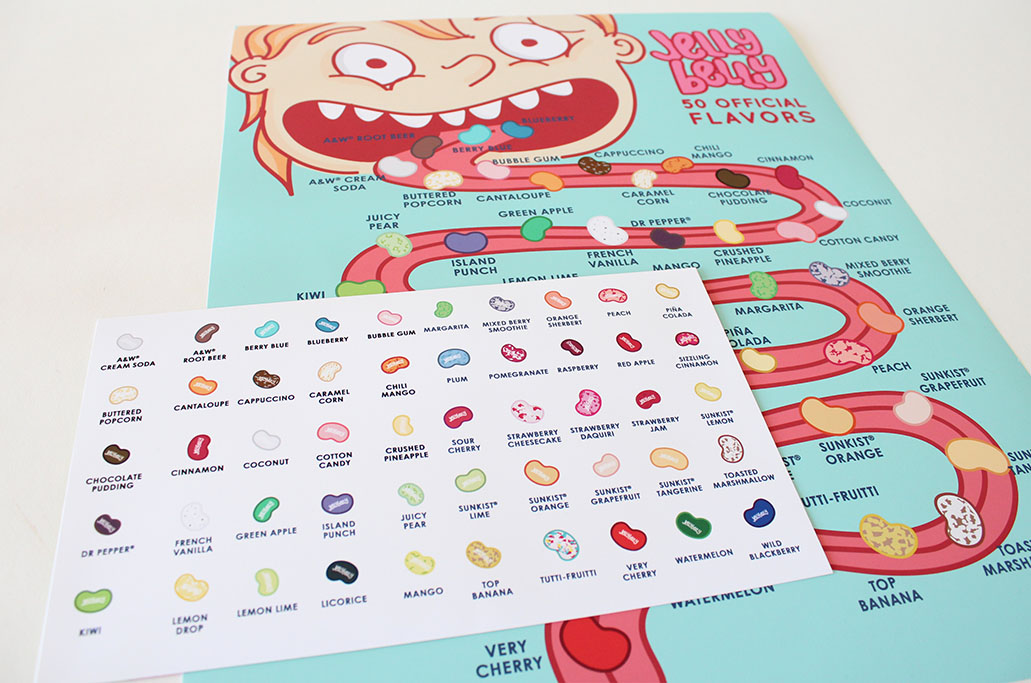 Jelly
Belly
50 OFFICIAL
FLAVORS
A&W® ROOT BEER
BERRY BLUE
BLUEBERRY
A&W® CREAM
SODA
BUTTERED
POPCORN
BUBBLE GUM
CANTALOUPE
CAPPUCCINO
CARAMEL
CORN
CHILI
MANGO
CHOCOLATE
PUDDING
CINNAMON
COCONUT
COTTON CANDY
CRUSHED
PINEAPPLE
DR PEPPER®
FRENCH
VANILLA
GREEN APPLE
ISLAND
PUNCH
JUICY
PEAR
KIWI
LEMON LIME
MANGO
MARGARITA
MIXED BERRY
SMOOTHIE
ORANGE
SHERBERT
PEACH
PIÑA
COLADA
SUNKIST®
GRAPEFRUIT
SUNKIST®
ORANGE
SUNKIST
TAN
TOAS
MARSH
TOP
BANANA
TUTTI-FRUITTI
WATERMELON
VERY
CHERRY
A&W®
CREAM SODA
A&W®
ROOT BEER
BERRY BLUE
BLUEBERRY
BUBBLE GUM
MARGARITA
MIXED BERRY
SMOOTHIE
ORANGE
SHERBERT
PEACH
PIÑA
COLADA
BUTTERED
POPCORN
CANTALOUPE
CAPPUCCINO
CARAMEL
CORN
CHILI
MANGO
PLUM
POMEGRANATE
RASPBERRY
RED APPLE
SIZZLING
CINNAMON
CHOCOLATE
PUDDING
CINNAMON
COCONUT
COTTON
CANDY
CRUSHED
PINEAPPLE
SOUR
CHERRY
STRAWBERRY
CHEESECAKE
STRAWBERRY
DAQUIRI
STRAWBERRY
JAM
SUNKIST®
LEMON
DR PEPPER®
FRENCH
VANILLA
GREEN APPLE
ISLAND
PUNCH
JUICY
PEAR
SUNKIST®
LIME
SUNKIST®
ORANGE
SUNKIST®
GRAPEFRUIT
SUNKIST®
TANGERINE
TOASTED
MARSHMALLOW
KIWI
LEMON
DROP
LEMON LIME
LICORICE
MANGO
TOP
BANANA
TUTTI-FRUITTI
VERY
CHERRY
WATERMELON
WILD
BLACKBERRY